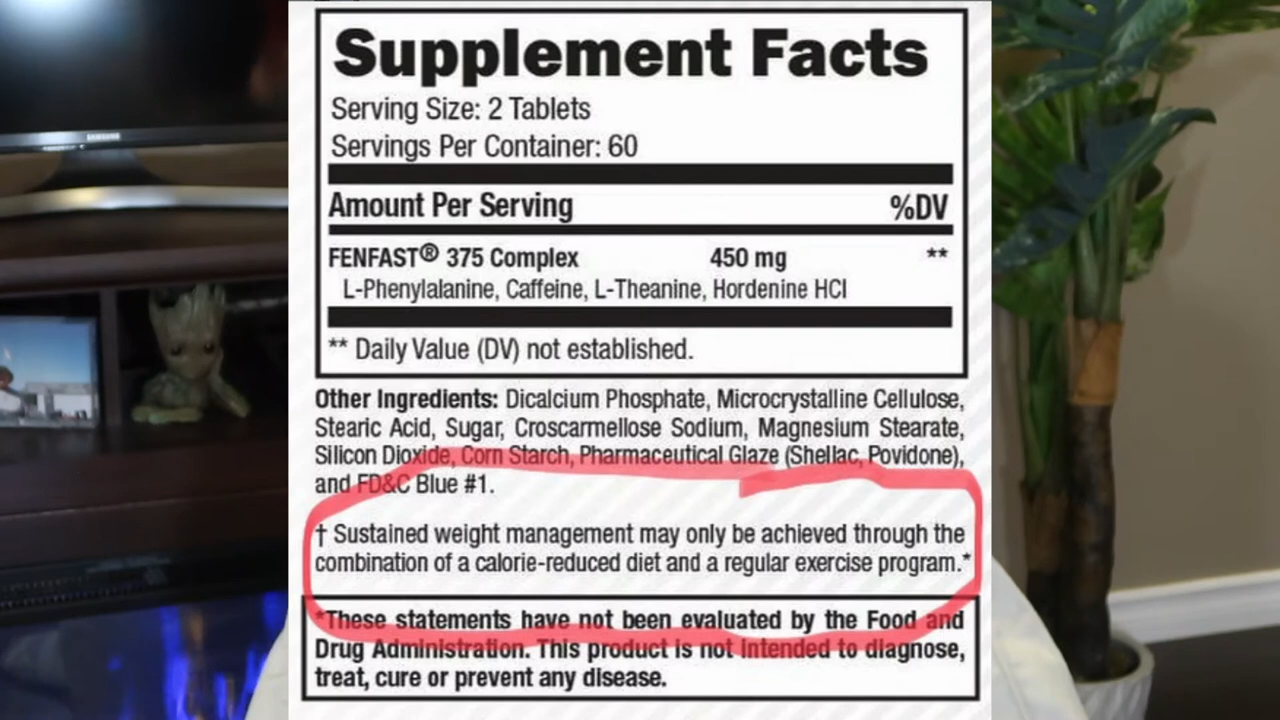 SAMSUNG
Supplement Facts
Serving Size: 2 Tablets
Servings Per Container: 60
Amount Per Serving %DV
FENFAST® 375 Complex 450 mg **
L-Phenylalanine, Caffeine, L-Theanine, Hordenine HCl
** Daily Value (DV) not established.
Other Ingredients: Dicalcium Phosphate, Microcrystalline Cellulose,
Stearic Acid, Sugar, Croscarmellose Sodium, Magnesium Stearate,
Silicon Dioxide, Corn Starch, Pharmaceutical Glaze (Shellac, Povidone),
and FD&C Blue #1.
† Sustained weight management may only be achieved through the
combination of a calorie-reduced diet and a regular exercise program.*
*These statements have not been evaluated by the Food and
Drug Administration. This product is not intended to diagnose,
treat, cure or prevent any disease.